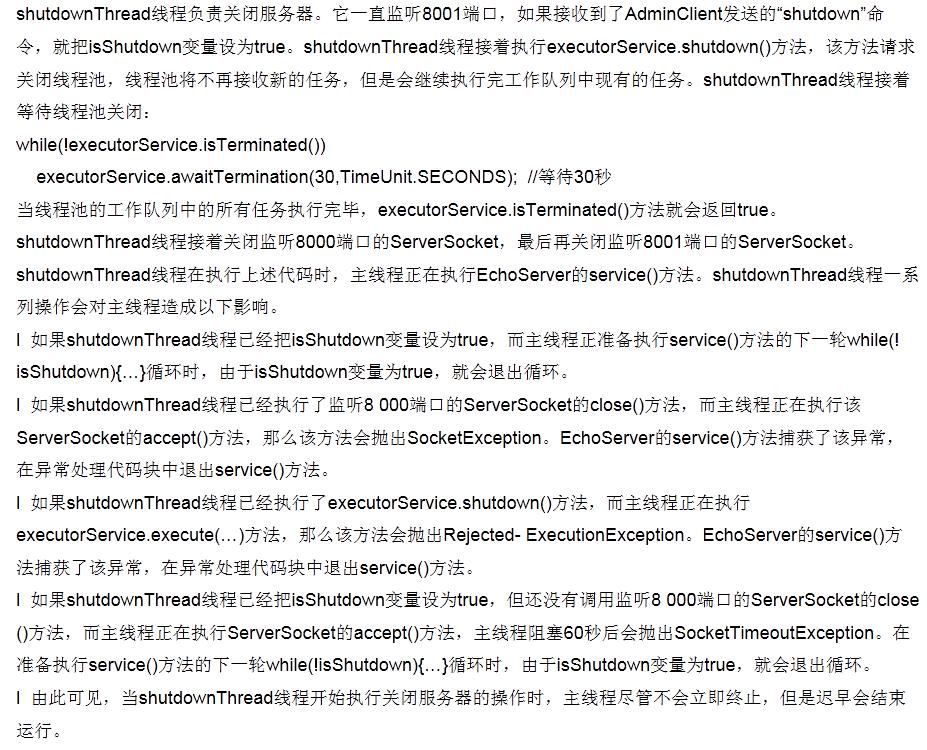 shutdownThread线程负责关闭服务器。它一直监听8001端口，如果接收到了AdminClient发送的“shutdown”命
令，就把isShutdown变量设为true。shutdownThread线程接着执行executorService.shutdown()方法，该方法请求
关闭线程池，线程池将不再接收新的任务，但是会继续执行完工作队列中现有的任务。shutdownThread线程接着
等待线程池关闭：
while(!executorService.isTerminated())
executorService.awaitTermination(30,TimeUnit.SECONDS); //等待30秒
当线程池的工作队列中的所有任务执行完毕，executorService.isTerminated()方法就会返回true。
shutdownThread线程接着关闭监听8000端口的ServerSocket，最后再关闭监听8001端口的ServerSocket。
shutdownThread线程在执行上述代码时，主线程正在执行EchoServer的service()方法。shutdownThread线程一系
列操作会对主线程造成以下影响。
l 如果shutdownThread线程已经把isShutdown变量设为true，而主线程正准备执行service()方法的下一轮while(!
isShutdown){…}循环时，由于isShutdown变量为true，就会退出循环。
l 如果shutdownThread线程已经执行了监听8 000端口的ServerSocket的close()方法，而主线程正在执行该
ServerSocket的accept()方法，那么该方法会抛出SocketException。EchoServer的service()方法捕获了该异常，
在异常处理代码块中退出service()方法。
l 如果shutdownThread线程已经执行了executorService.shutdown()方法，而主线程正在执行
executorService.execute(…)方法，那么该方法会抛出Rejected- ExecutionException。EchoServer的service()方
法捕获了该异常，在异常处理代码块中退出service()方法。
l 如果shutdownThread线程已经把isShutdown变量设为true，但还没有调用监听8 000端口的ServerSocket的close
()方法，而主线程正在执行ServerSocket的accept()方法，主线程阻塞60秒后会抛出SocketTimeoutException。在
准备执行service()方法的下一轮while(!isShutdown){…}循环时，由于isShutdown变量为true，就会退出循环。
l 由此可见，当shutdownThread线程开始执行关闭服务器的操作时，主线程尽管不会立即终止，但是迟早会结束
运行。